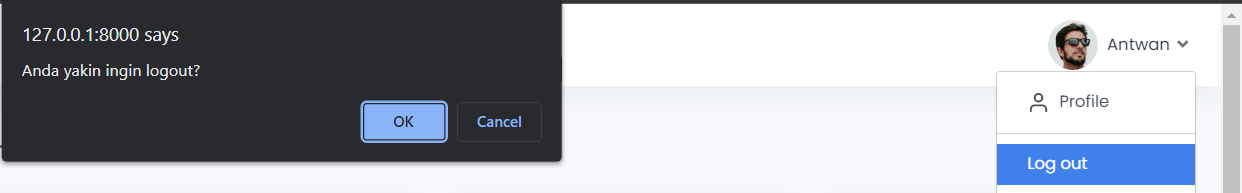 127.0.0.1:8000 says
Anda yakin ingin logout?
OK
Cancel
Antwan
Profile
Log out